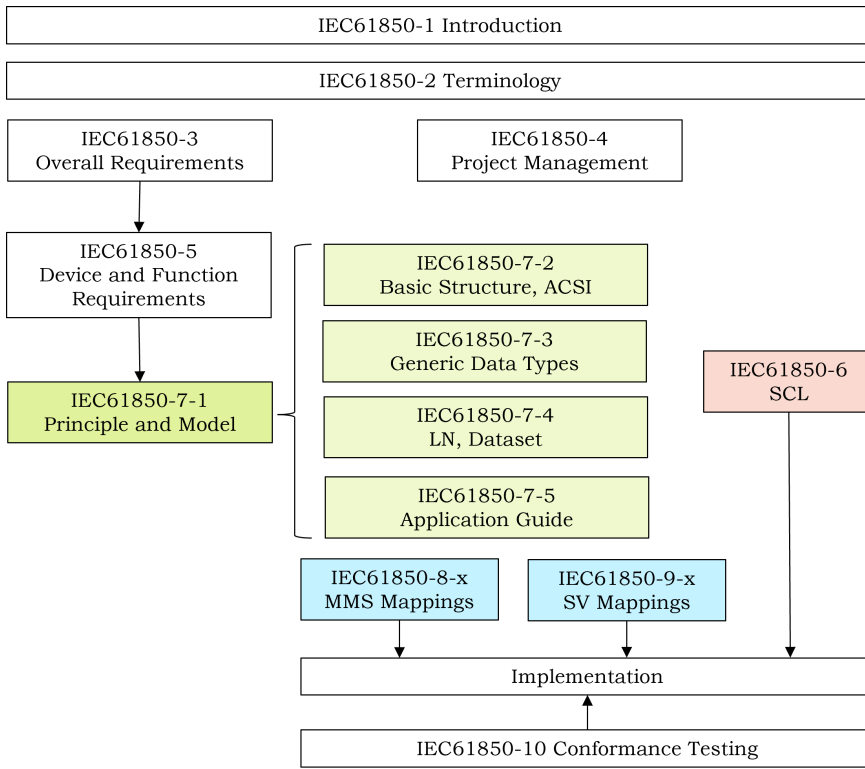 IEC61850-1 Introduction
IEC61850-2 Terminology
IEC61850-3
Overall Requirements
IEC61850-4
Project Management
IEC61850-5
Device and Function
Requirements
IEC61850-7-1
Principle and Model
IEC61850-7-2
Basic Structure, ACSI
IEC61850-7-3
Generic Data Types
IEC61850-7-4
LN, Dataset
IEC61850-7-5
Application Guide
IEC61850-6
SCL
IEC61850-8-x
MMS Mappings
IEC61850-9-x
SV Mappings
Implementation
IEC61850-10 Conformance Testing